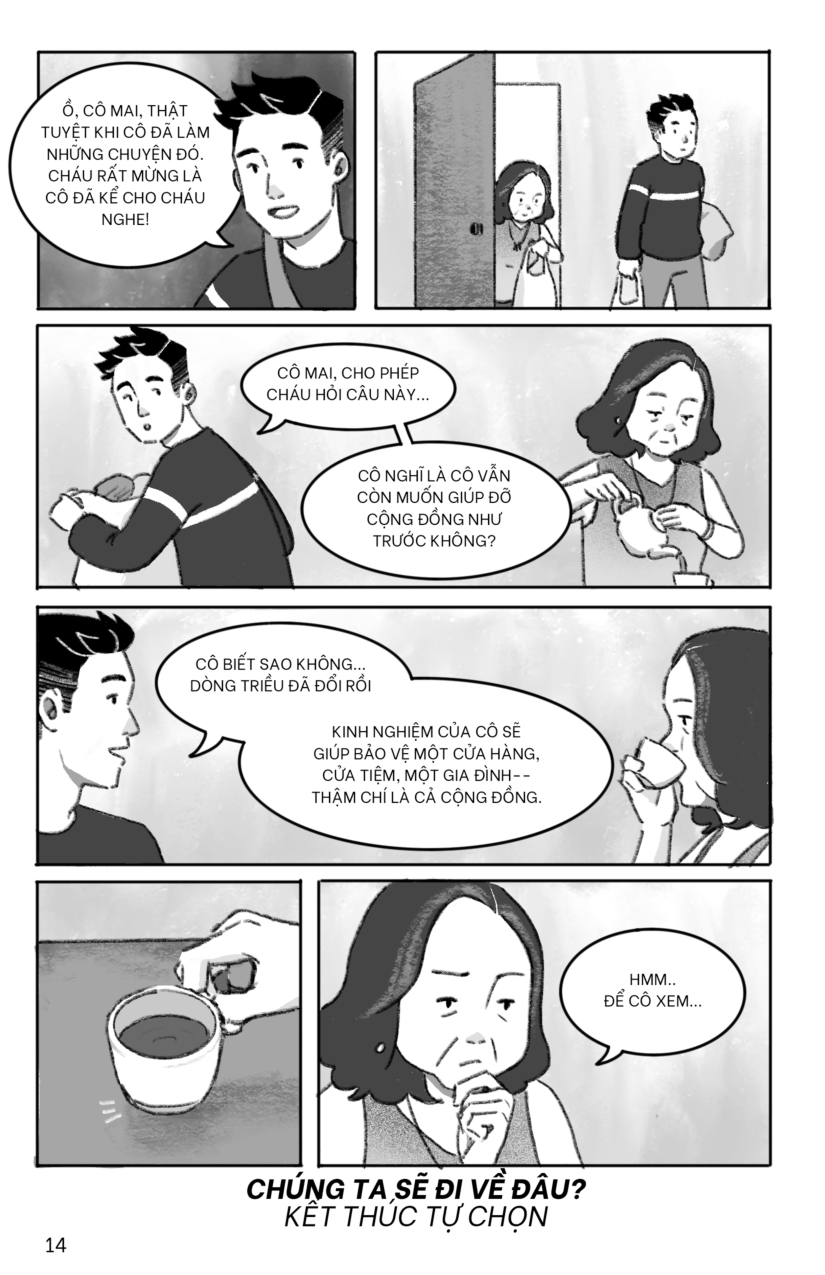 Ồ, CÔ MAI, THẬT
TUYỆT KHI CÔ ĐÃ LÀM
NHỮNG CHUYỆN ĐÓ.
CHÁU RẤT MỪNG LÀ
CÔ ĐÃ KỂ CHO CHÁU
NGHE!
CÔ MAI, CHO PHÉP
CHÁU HỎI CÂU NÀY...
CÔ NGHĨ LÀ CÔ VẪN
CÒN MUỐN GIÚP ĐỠ
CỘNG ĐỒNG NHƯ
TRƯỚC KHÔNG?
CÔ BIẾT SAO KHÔNG...
DÒNG TRIỀU ĐÃ ĐỔI RỒI
KINH NGHIỆM CỦA CÔ SẼ
GIÚP BẢO VỆ MỘT CỬA HÀNG,
CỬA TIỆM, MỘT GIA ĐÌNH--
THẬM CHÍ LÀ CẢ CỘNG ĐỒNG.
HMM..
ĐỂ CÔ XEM...
CHÚNG TA SẼ ĐI VỀ ĐÂU?
KẾT THÚC TỰ CHỌN
14